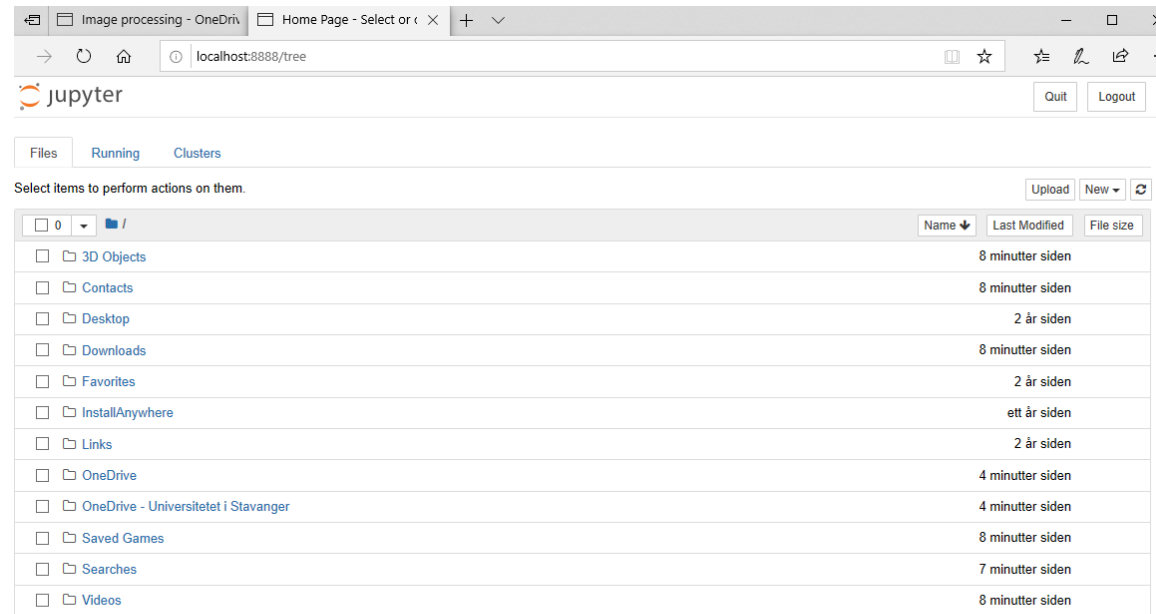 Image processing - OneDriv Home Page - Select or c
localhost:8888/tree
jupyter Quit Logout
Files Running Clusters
Select items to perform actions on them. Upload New
0 / Name Last Modified File size
3D Objects 8 minutter siden
Contacts 8 minutter siden
Desktop 2 år siden
Downloads 8 minutter siden
Favorites 2 år siden
InstallAnywhere ett år siden
Links 2 år siden
OneDrive 4 minutter siden
OneDrive - Universitetet i Stavanger 4 minutter siden
Saved Games 8 minutter siden
Searches 7 minutter siden
Videos 8 minutter siden